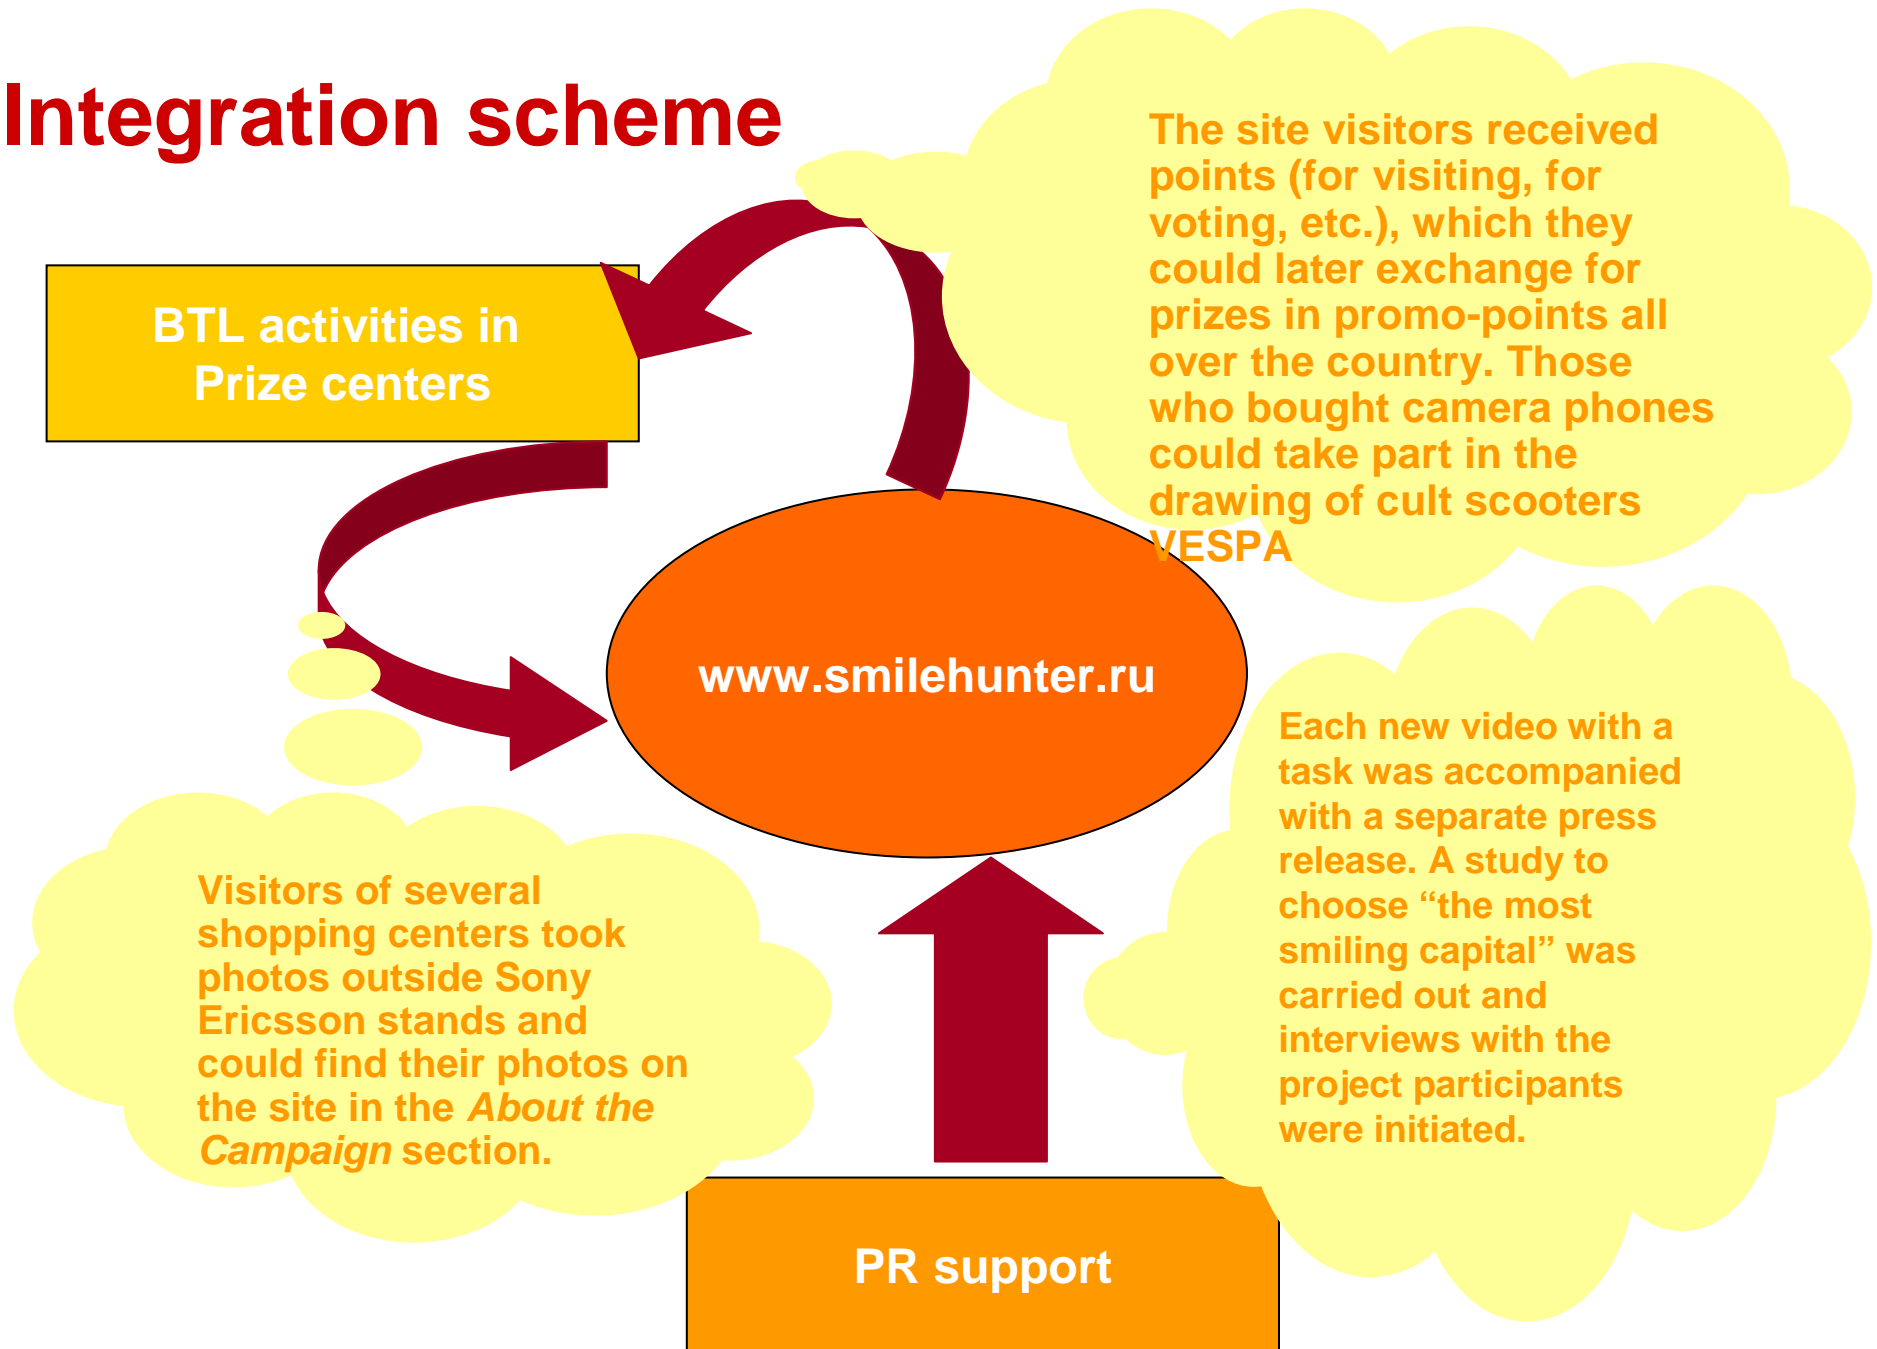 Integration scheme
The site visitors received
points (for visiting, for
voting, etc.), which they
could later exchange for
prizes in promo-points all
over the country. Those
who bought camera phones
could take part in the
drawing of cult scooters
VESPA
BTL activities in
Prize centers
www.smilehunter.ru
Each new video with a
task was accompanied
with a separate press
release. A study to
choose “the most
smiling capital” was
carried out and
interviews with the
project participants
were initiated.
Visitors of several
shopping centers took
photos outside Sony
Ericsson stands and
could find their photos on
the site in the About the
Campaign section.
PR support